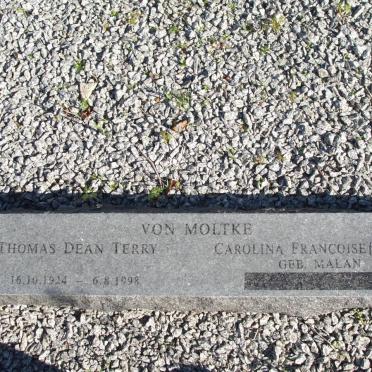 VON MOLTKE
THOMAS DEAN TERRY
16.10.1924 – 6.8.1998
CAROLINA FRANCOISE
GEB. MALAN